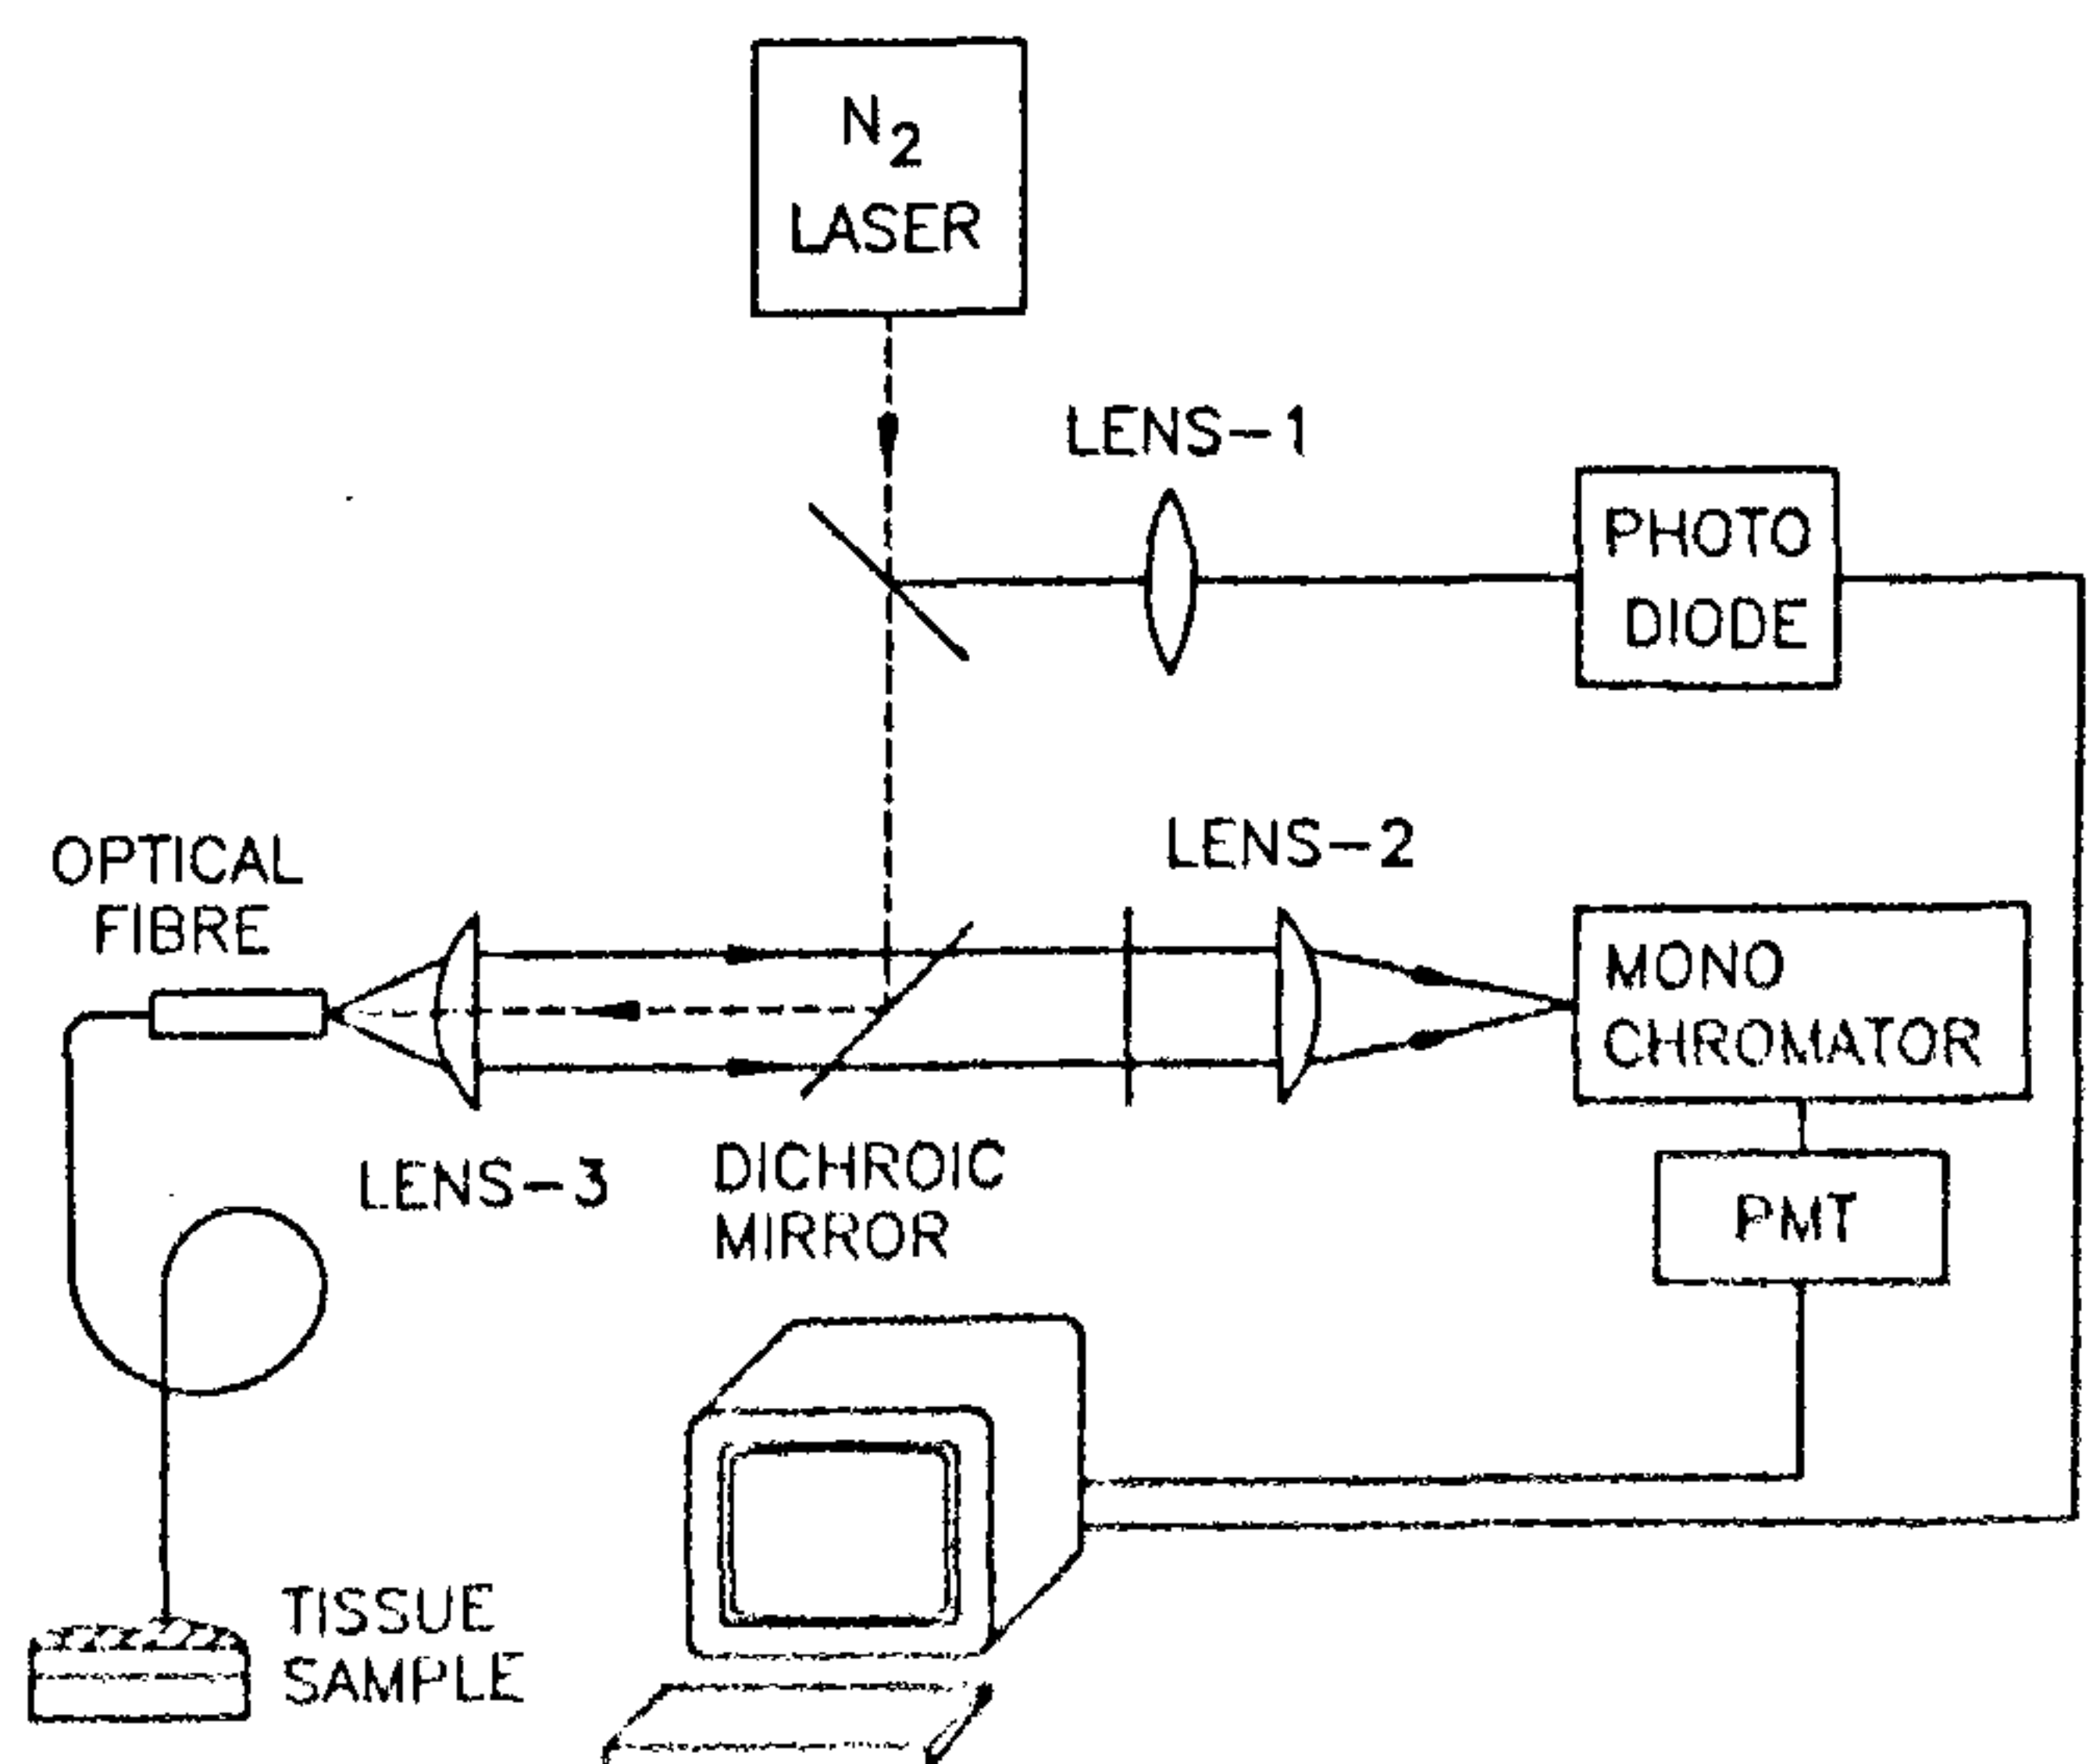 N2
LASER
LENS-1
PHOTO
DIODE
LENS-2
OPTICAL
FIBRE
MONO
CHROMATOR
LENS-3
DICHROIC
MIRROR
PMT
TISSUE
SAMPLE